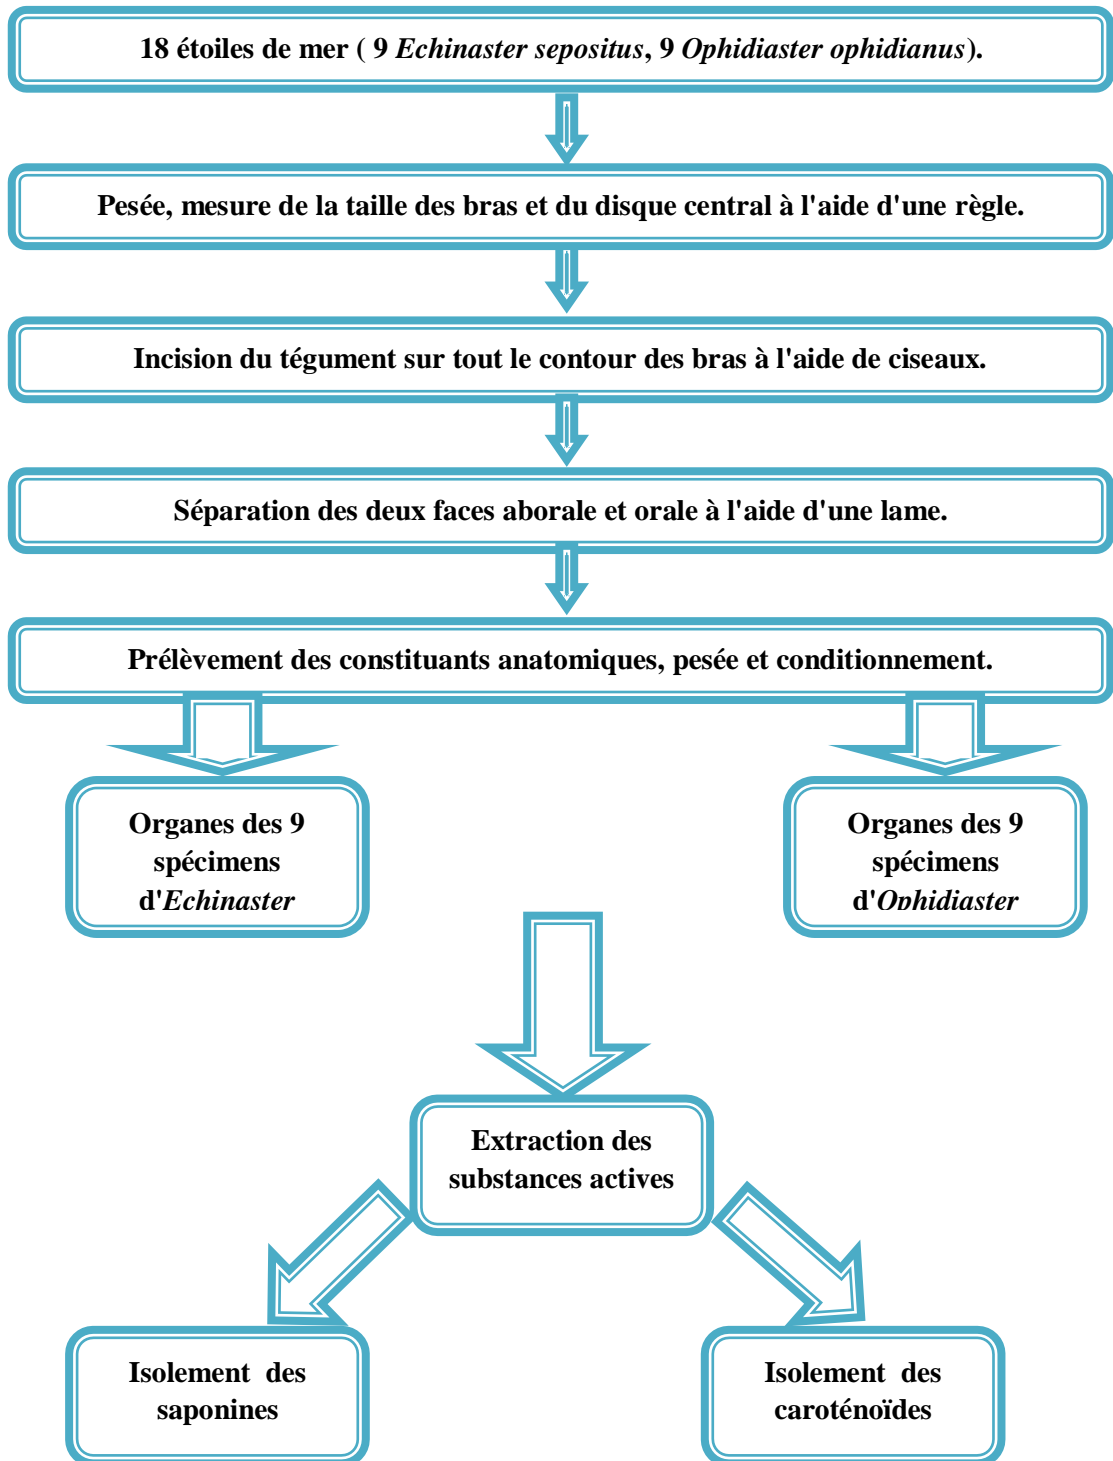 18 étoiles de mer ( 9 Echinaster sepositus, 9 Ophidiaster ophidianus).
Pesée, mesure de la taille des bras et du disque central à l'aide d'une règle.
Incision du tégument sur tout le contour des bras à l'aide de ciseaux.
Séparation des deux faces aborale et orale à l'aide d'une lame.
Prélèvement des constituants anatomiques, pesée et conditionnement.
Organes des 9
spécimens
d'Echinaster
Organes des 9
spécimens
d'Ophidiaster
Extraction des
substances actives
Isolement des
saponines
Isolement des
caroténoïdes